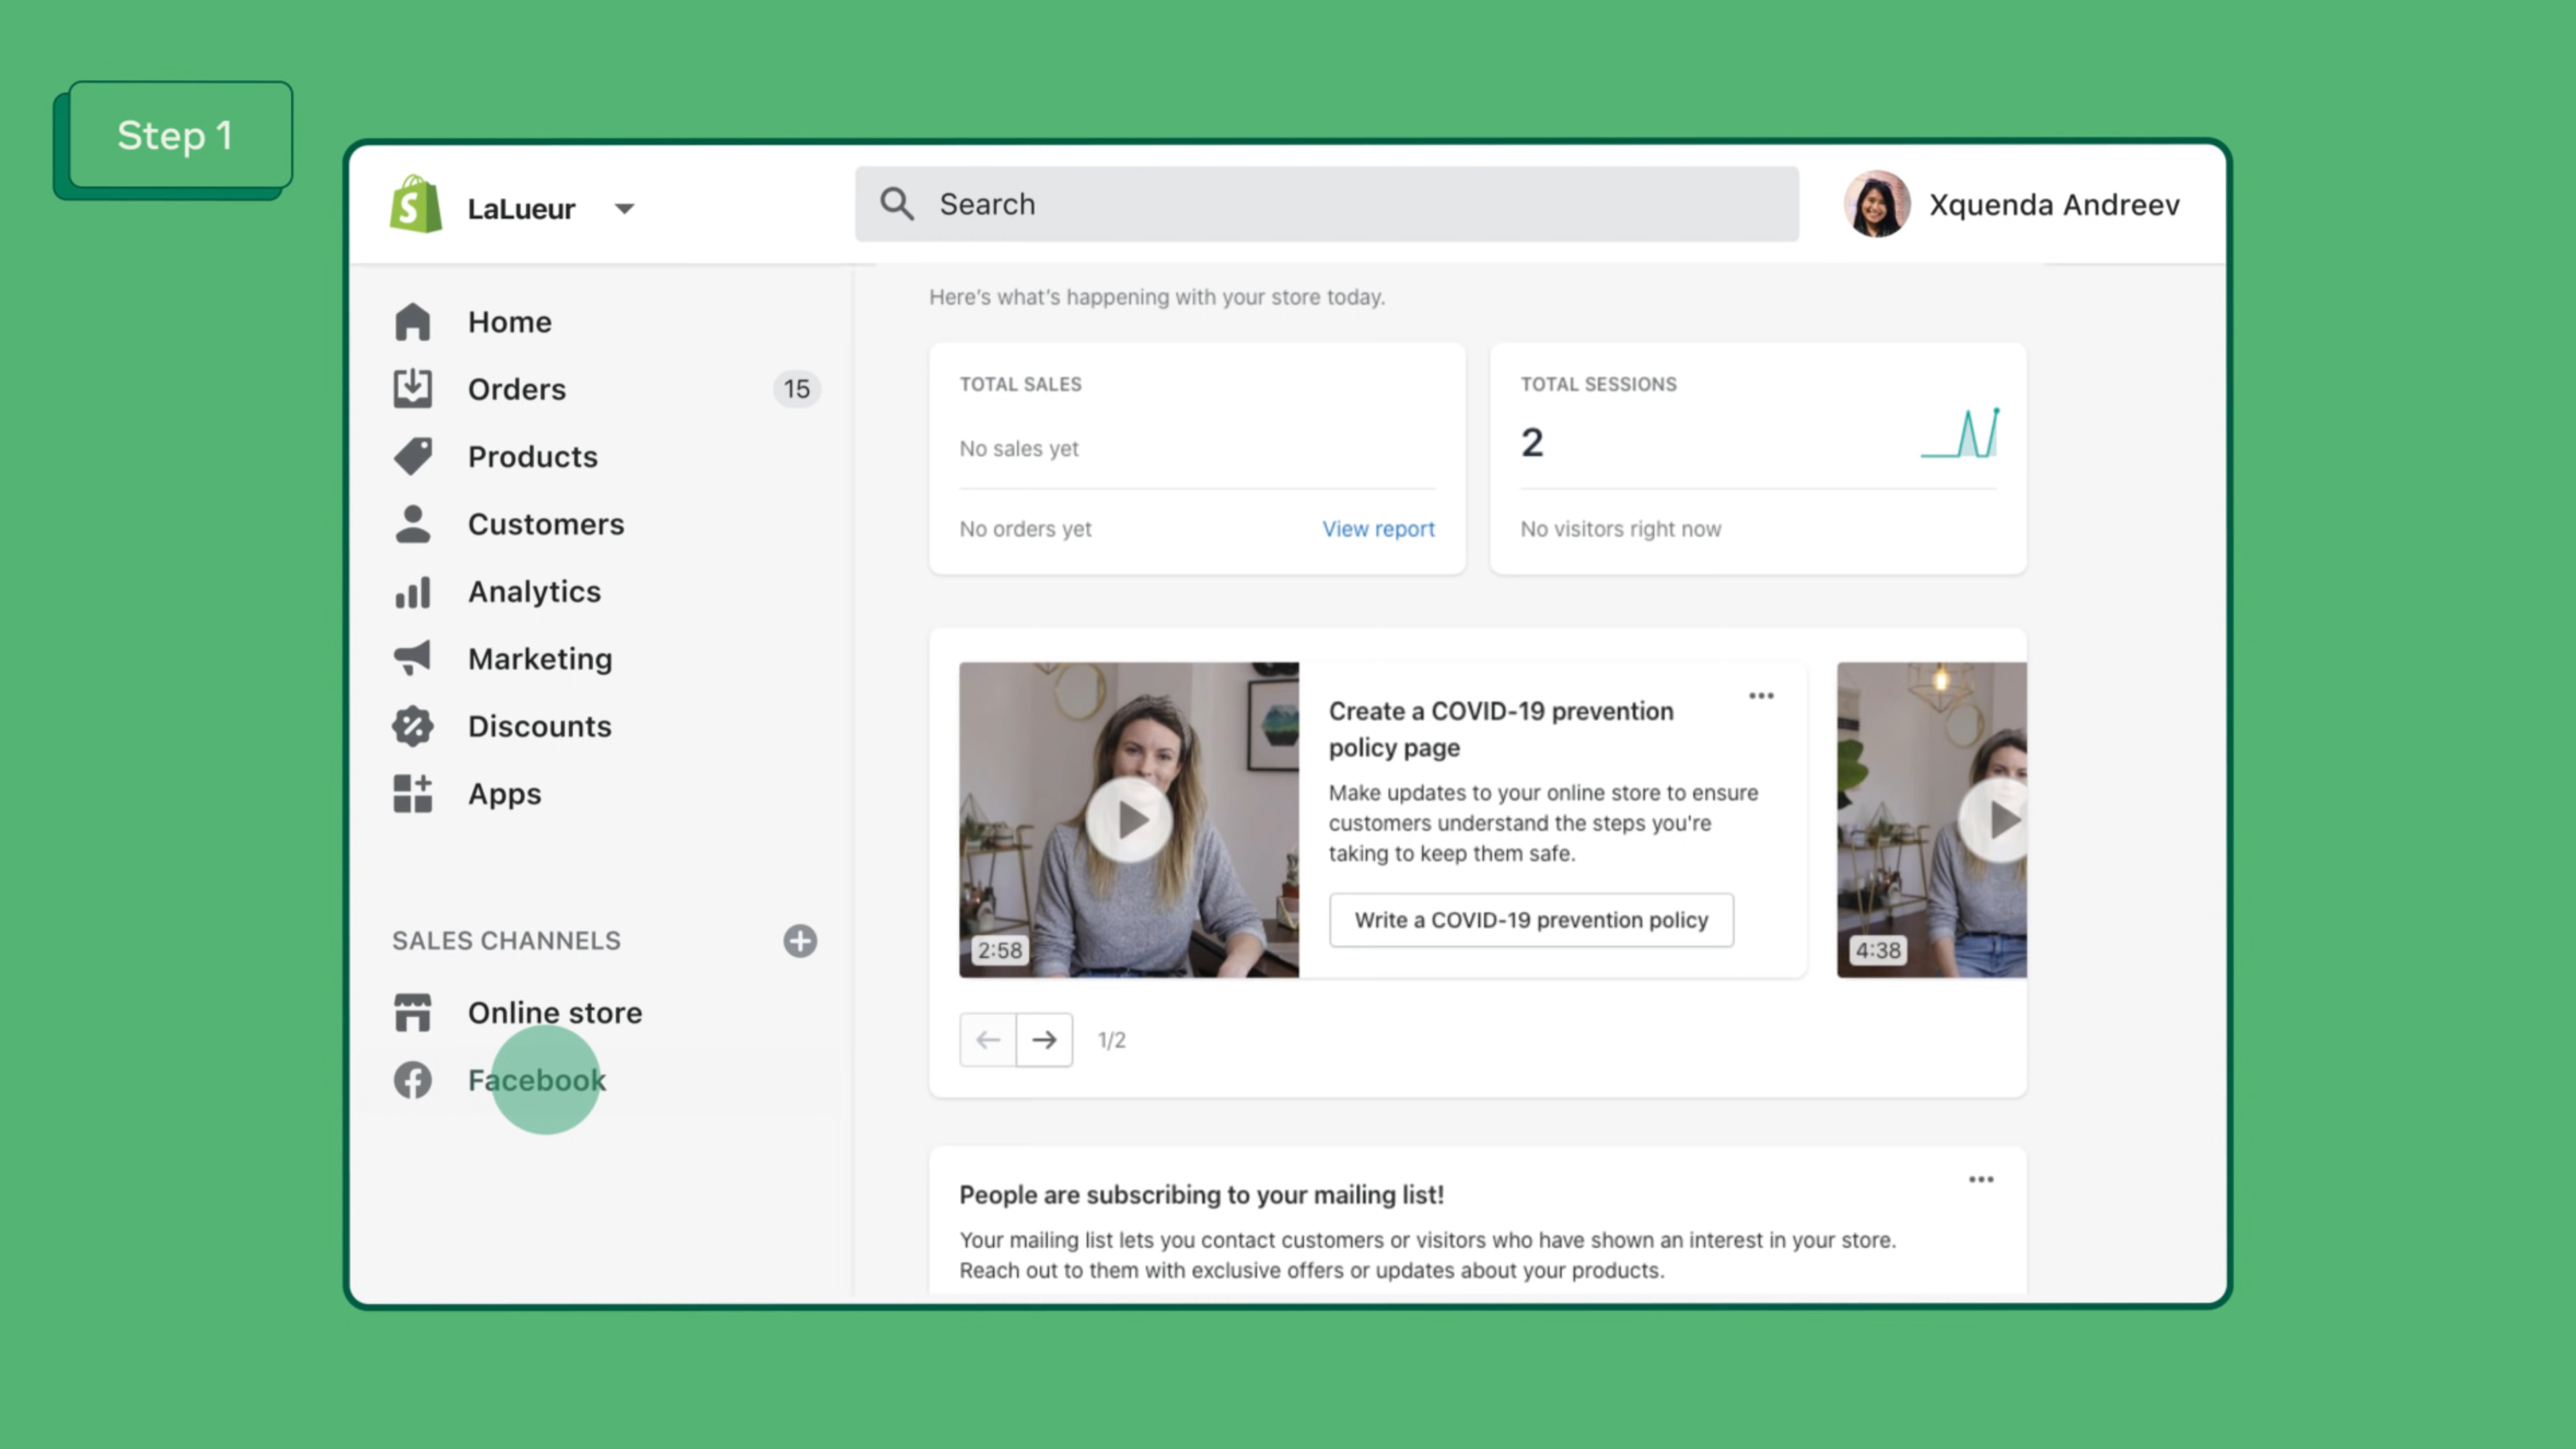 Step 1
LaLueur
Search
Xquenda Andreev
Home
Orders
15
Products
Customers
Analytics
Marketing
Discounts
Apps
SALES CHANNELS
Online store
Facebook
Here's what's happening with your store today.
TOTAL SALES
No sales yet
No orders yet
View report
TOTAL SESSIONS
2
No visitors right now
2:58
Create a COVID-19 prevention
policy page
Make updates to your online store to ensure
customers understand the steps you're
taking to keep them safe.
Write a COVID-19 prevention policy
4:38
1/2
People are subscribing to your mailing list!
Your mailing list lets you contact customers or visitors who have shown an interest in your store.
Reach out to them with exclusive offers or updates about your products.